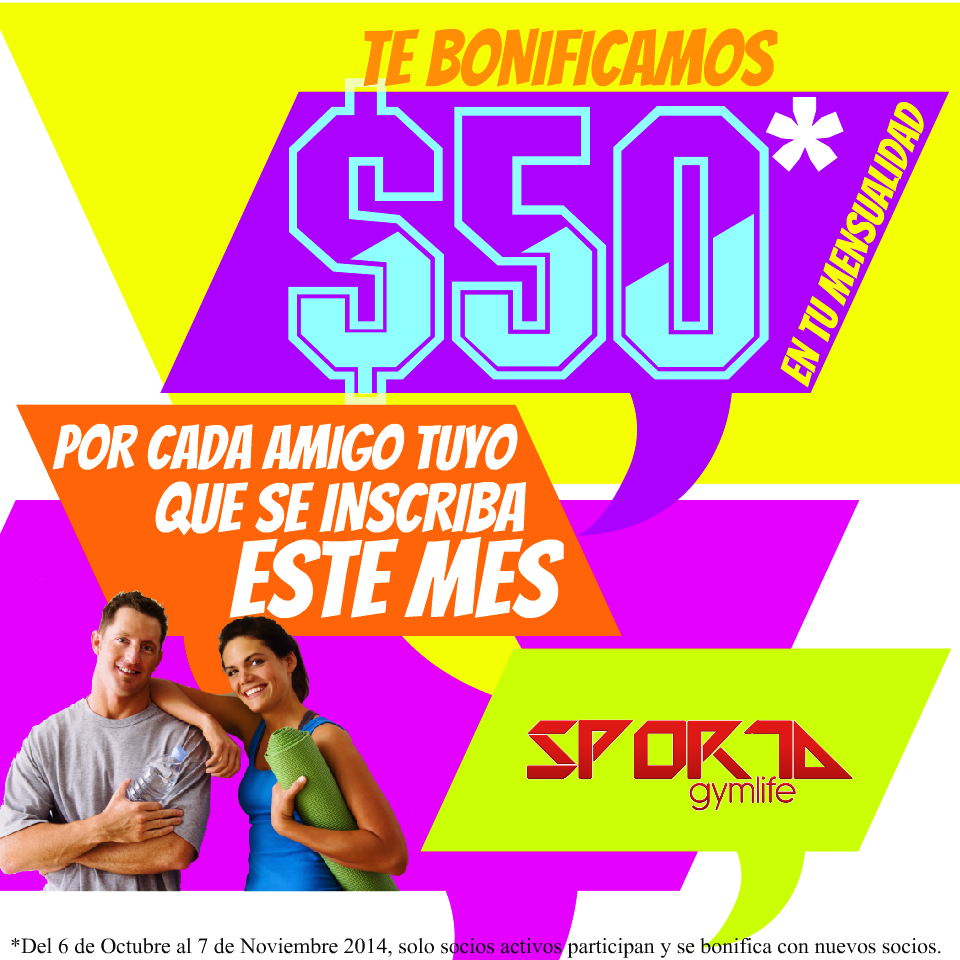 TE BONIFICAMOS
$50*
EN TU MENSUALIDAD
POR CADA AMIGO TUYO
QUE SE INSCRIBA
ESTE MES
SPORTA
gymlife
*Del 6 de Octubre al 7 de Noviembre 2014, solo socios activos participan y se bonifica con nuevos socios.